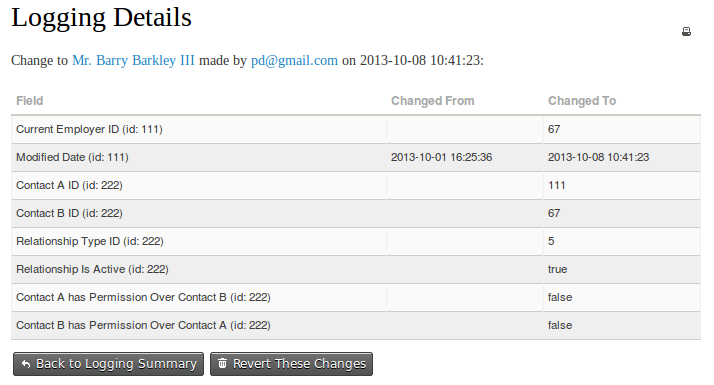 Logging Details
Change to Mr. Barry Barkley III made by pd@gmail.com on 2013-10-08 10:41:23:
Field Changed From Changed To
Current Employer ID (id: 111) 67
Modified Date (id: 111) 2013-10-01 16:25:36 2013-10-08 10:41:23
Contact A ID (id: 222) 111
Contact B ID (id: 222) 67
Relationship Type ID (id: 222) 5
Relationship Is Active (id: 222) true
Contact A has Permission Over Contact B (id: 222) false
Contact B has Permission Over Contact A (id: 222) false
Back to Logging Summary Revert These Changes